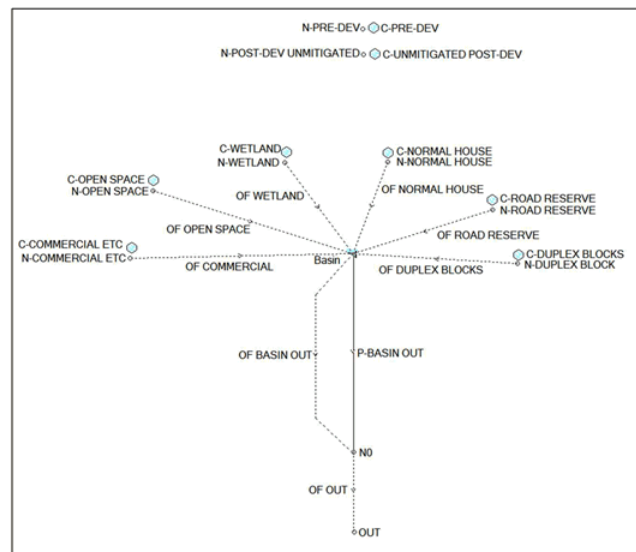 N-PRE-DEV C-PRE-DEV
N-POST-DEV UNMITIGATED C-UNMITIGATED POST-DEV
C-WETLAND
N-WETLAND
C-NORMAL HOUSE
N-NORMAL HOUSE
C-OPEN SPACE
N-OPEN SPACE
OF WETLAND
OF NORMAL HOUSE
C-ROAD RESERVE
N-ROAD RESERVE
OF OPEN SPACE
OF ROAD RESERVE
C-COMMERCIAL ETC
N-COMMERCIAL ETC
OF COMMERCIAL
Basin
OF DUPLEX BLOCKS
C-DUPLEX BLOCKS
N-DUPLEX BLOCK
OF BASIN OUT
P-BASIN OUT
N0
OF OUT
OUT